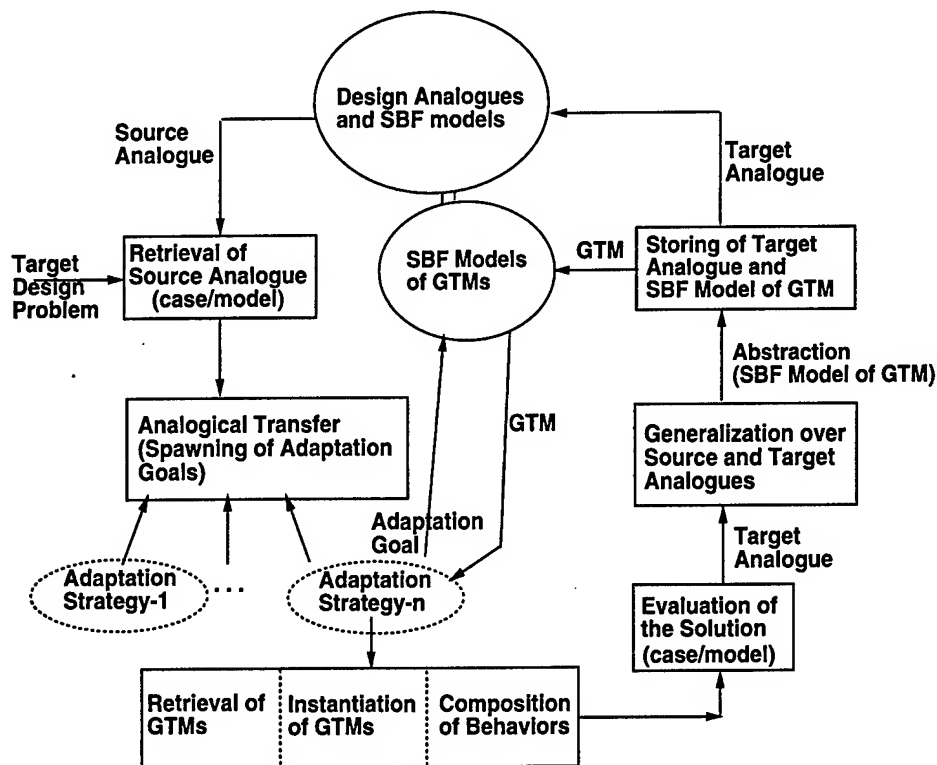 Design Analogues
and SBF models
Source
Analogue
Target
Analogue
Retrieval of
Source Analogue
(case/model)
Target
Design
Problem
SBF Models
of GTMs
GTM
Storing of Target
Analogue and
SBF Model of GTM
Abstraction
(SBF Model of GTM)
Analogical Transfer
(Spawning of Adaptation
Goals)
GTM
Generalization over
Source and Target
Analogues
Adaptation
Goal
Target
Analogue
Adaptation
Strategy-1
...
Adaptation
Strategy-n
Evaluation of
the Solution
(case/model)
Retrieval of
GTMs
Instantiation
of GTMs
Composition
of Behaviors